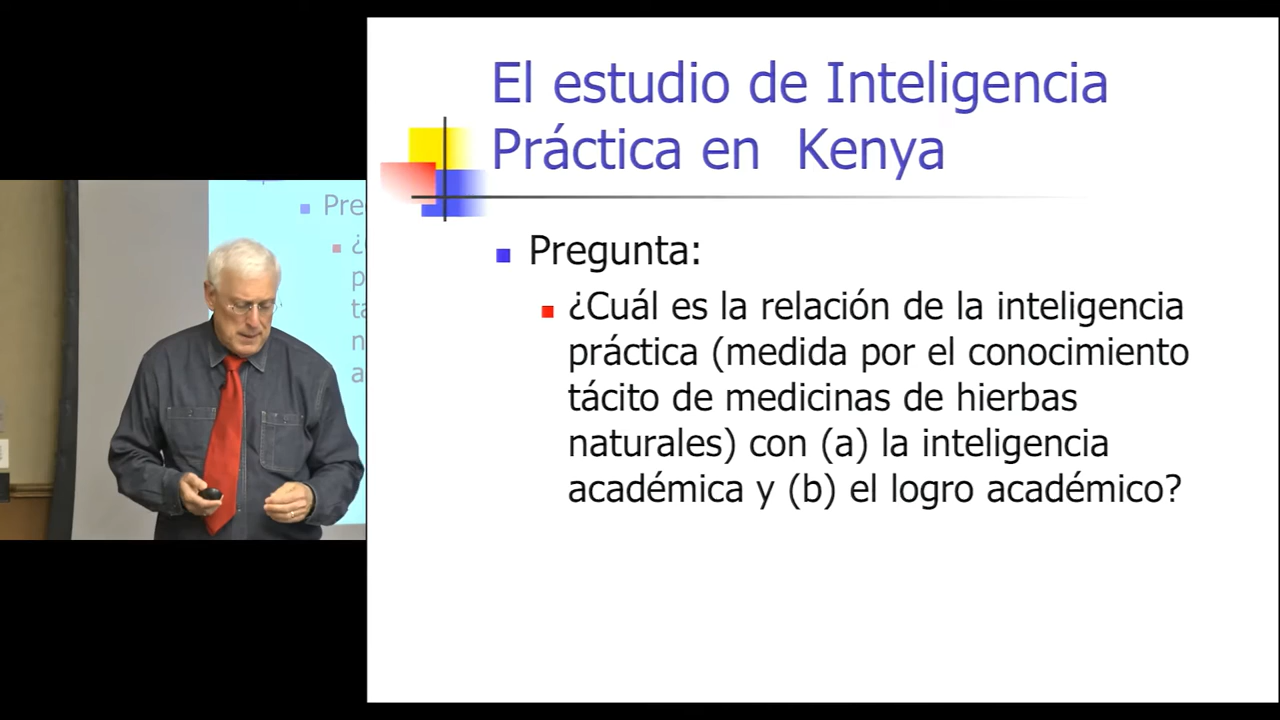 El estudio de Inteligencia
Práctica en Kenya
Pregunta:
¿Cuál es la relación de la inteligencia
práctica (medida por el conocimiento
tácito de medicinas de hierbas
naturales) con (a) la inteligencia
académica y (b) el logro académico?